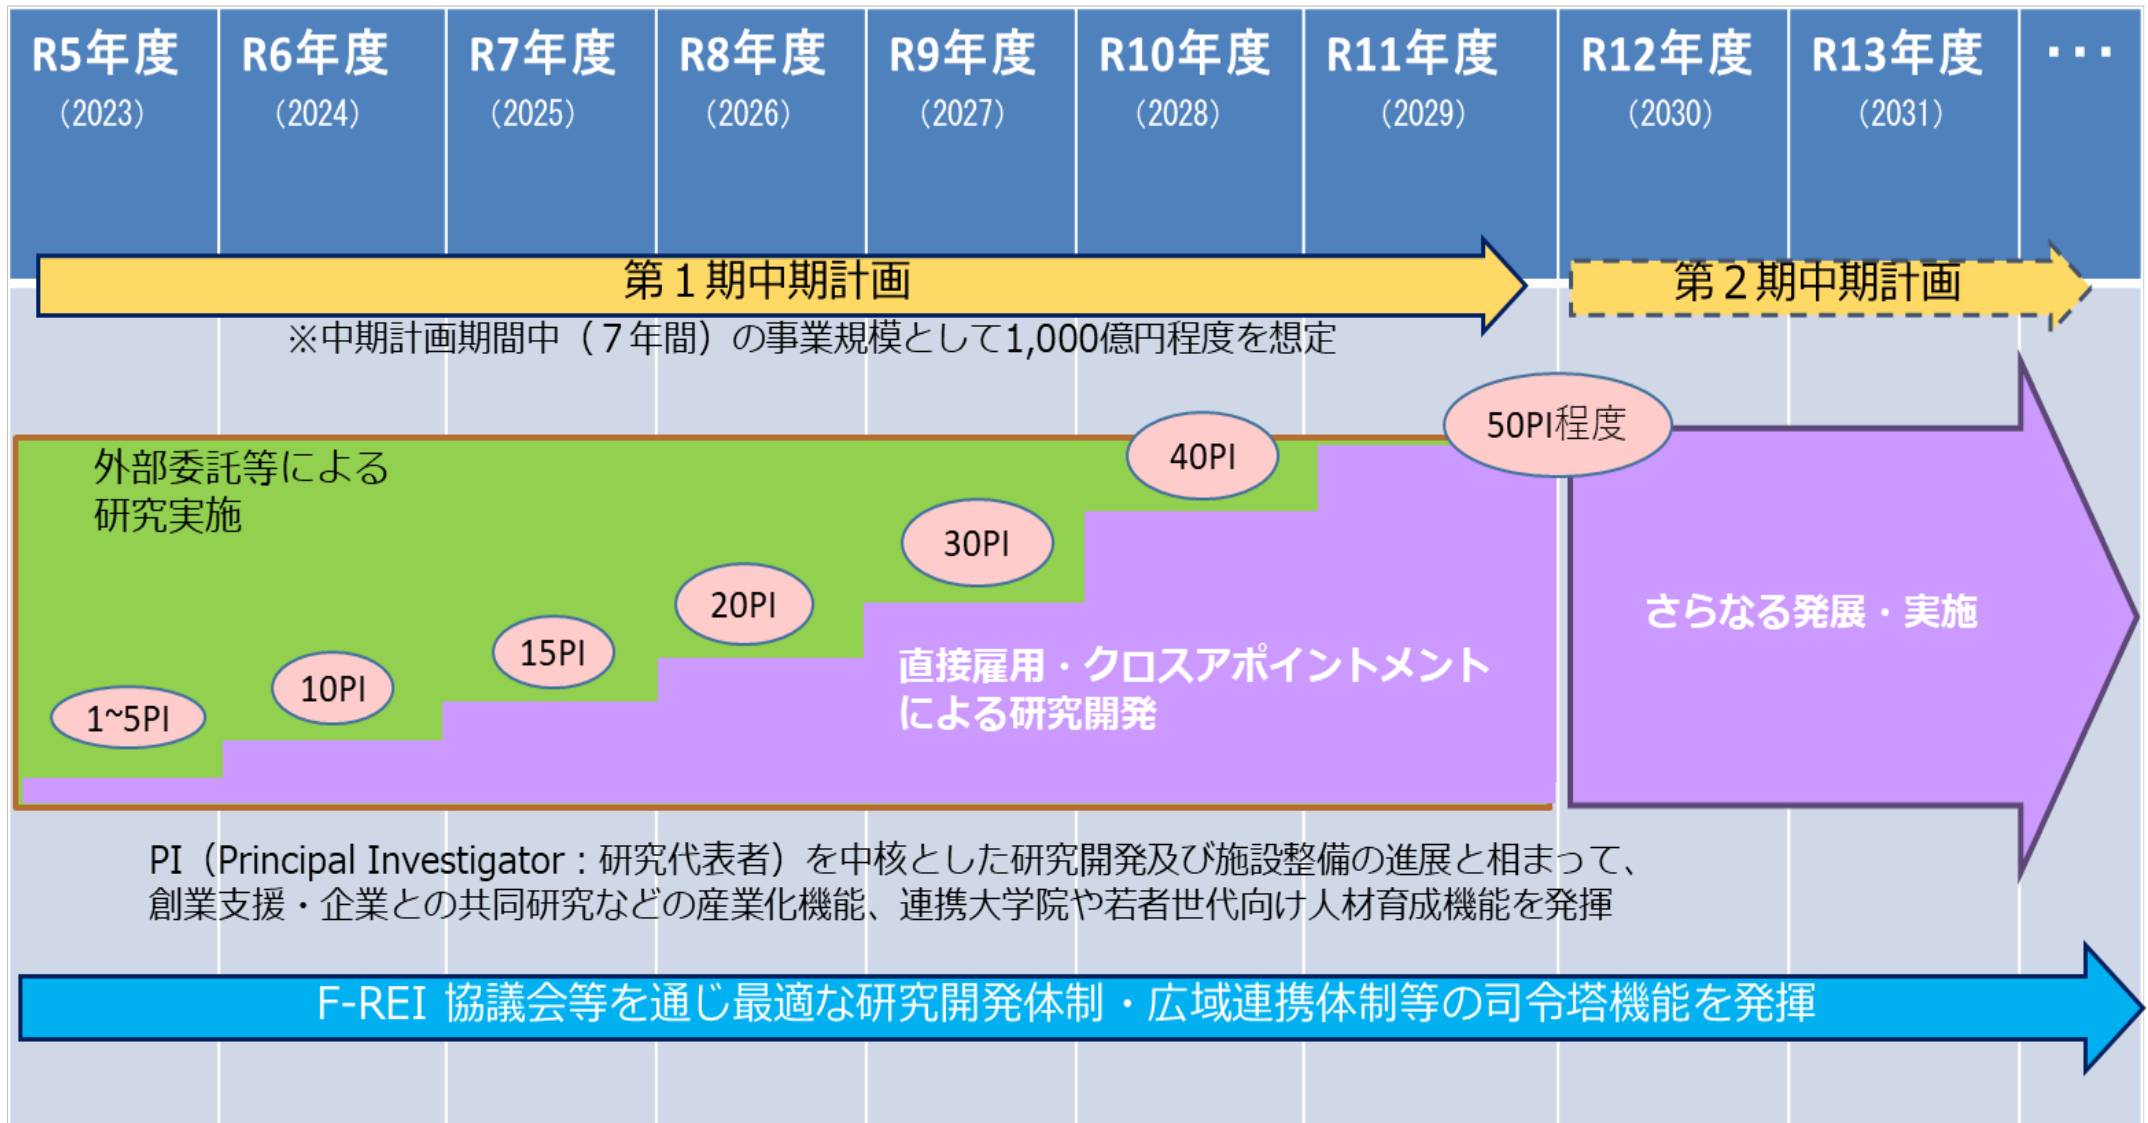 R5年度 R6年度 R7年度 R8年度 R9年度 R10年度 R11年度 R12年度 R13年度 ・・・
（2023） （2024） （2025） （2026） （2027） （2028） （2029） （2030） （2031）
第１期中期計画 第２期中期計画
※中期計画期間中（７年間）の事業規模として1,000億円程度を想定
外部委託等による
研究実施
1~5PI
10PI
15PI
20PI
30PI
40PI
50PI程度
直接雇用・クロスアポイントメント
による研究開発
さらなる発展・実施
PI（Principal Investigator：研究代表者）を中核とした研究開発及び施設整備の進展と相まって、
創業支援・企業との共同研究などの産業化機能、連携大学院や若者世代向け人材育成機能を発揮
F-REI 協議会等を通じ最適な研究開発体制・広域連携体制等の司令塔機能を発揮